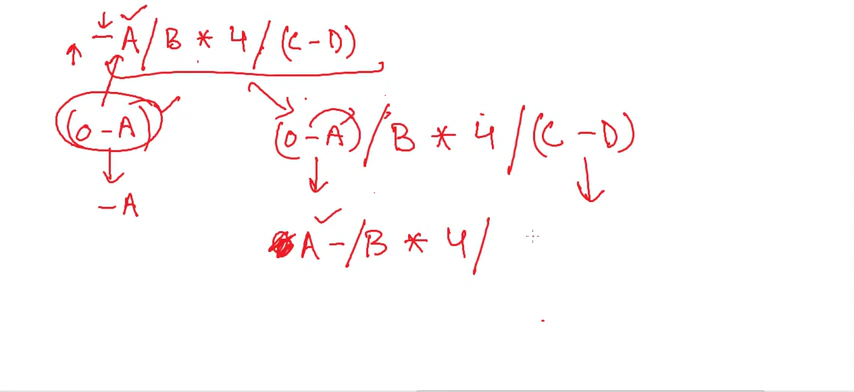 -A/B * 4/(C-D)
(0-A)
(0-A)/B * 4/(C-D)
-A
A-/B * 4/